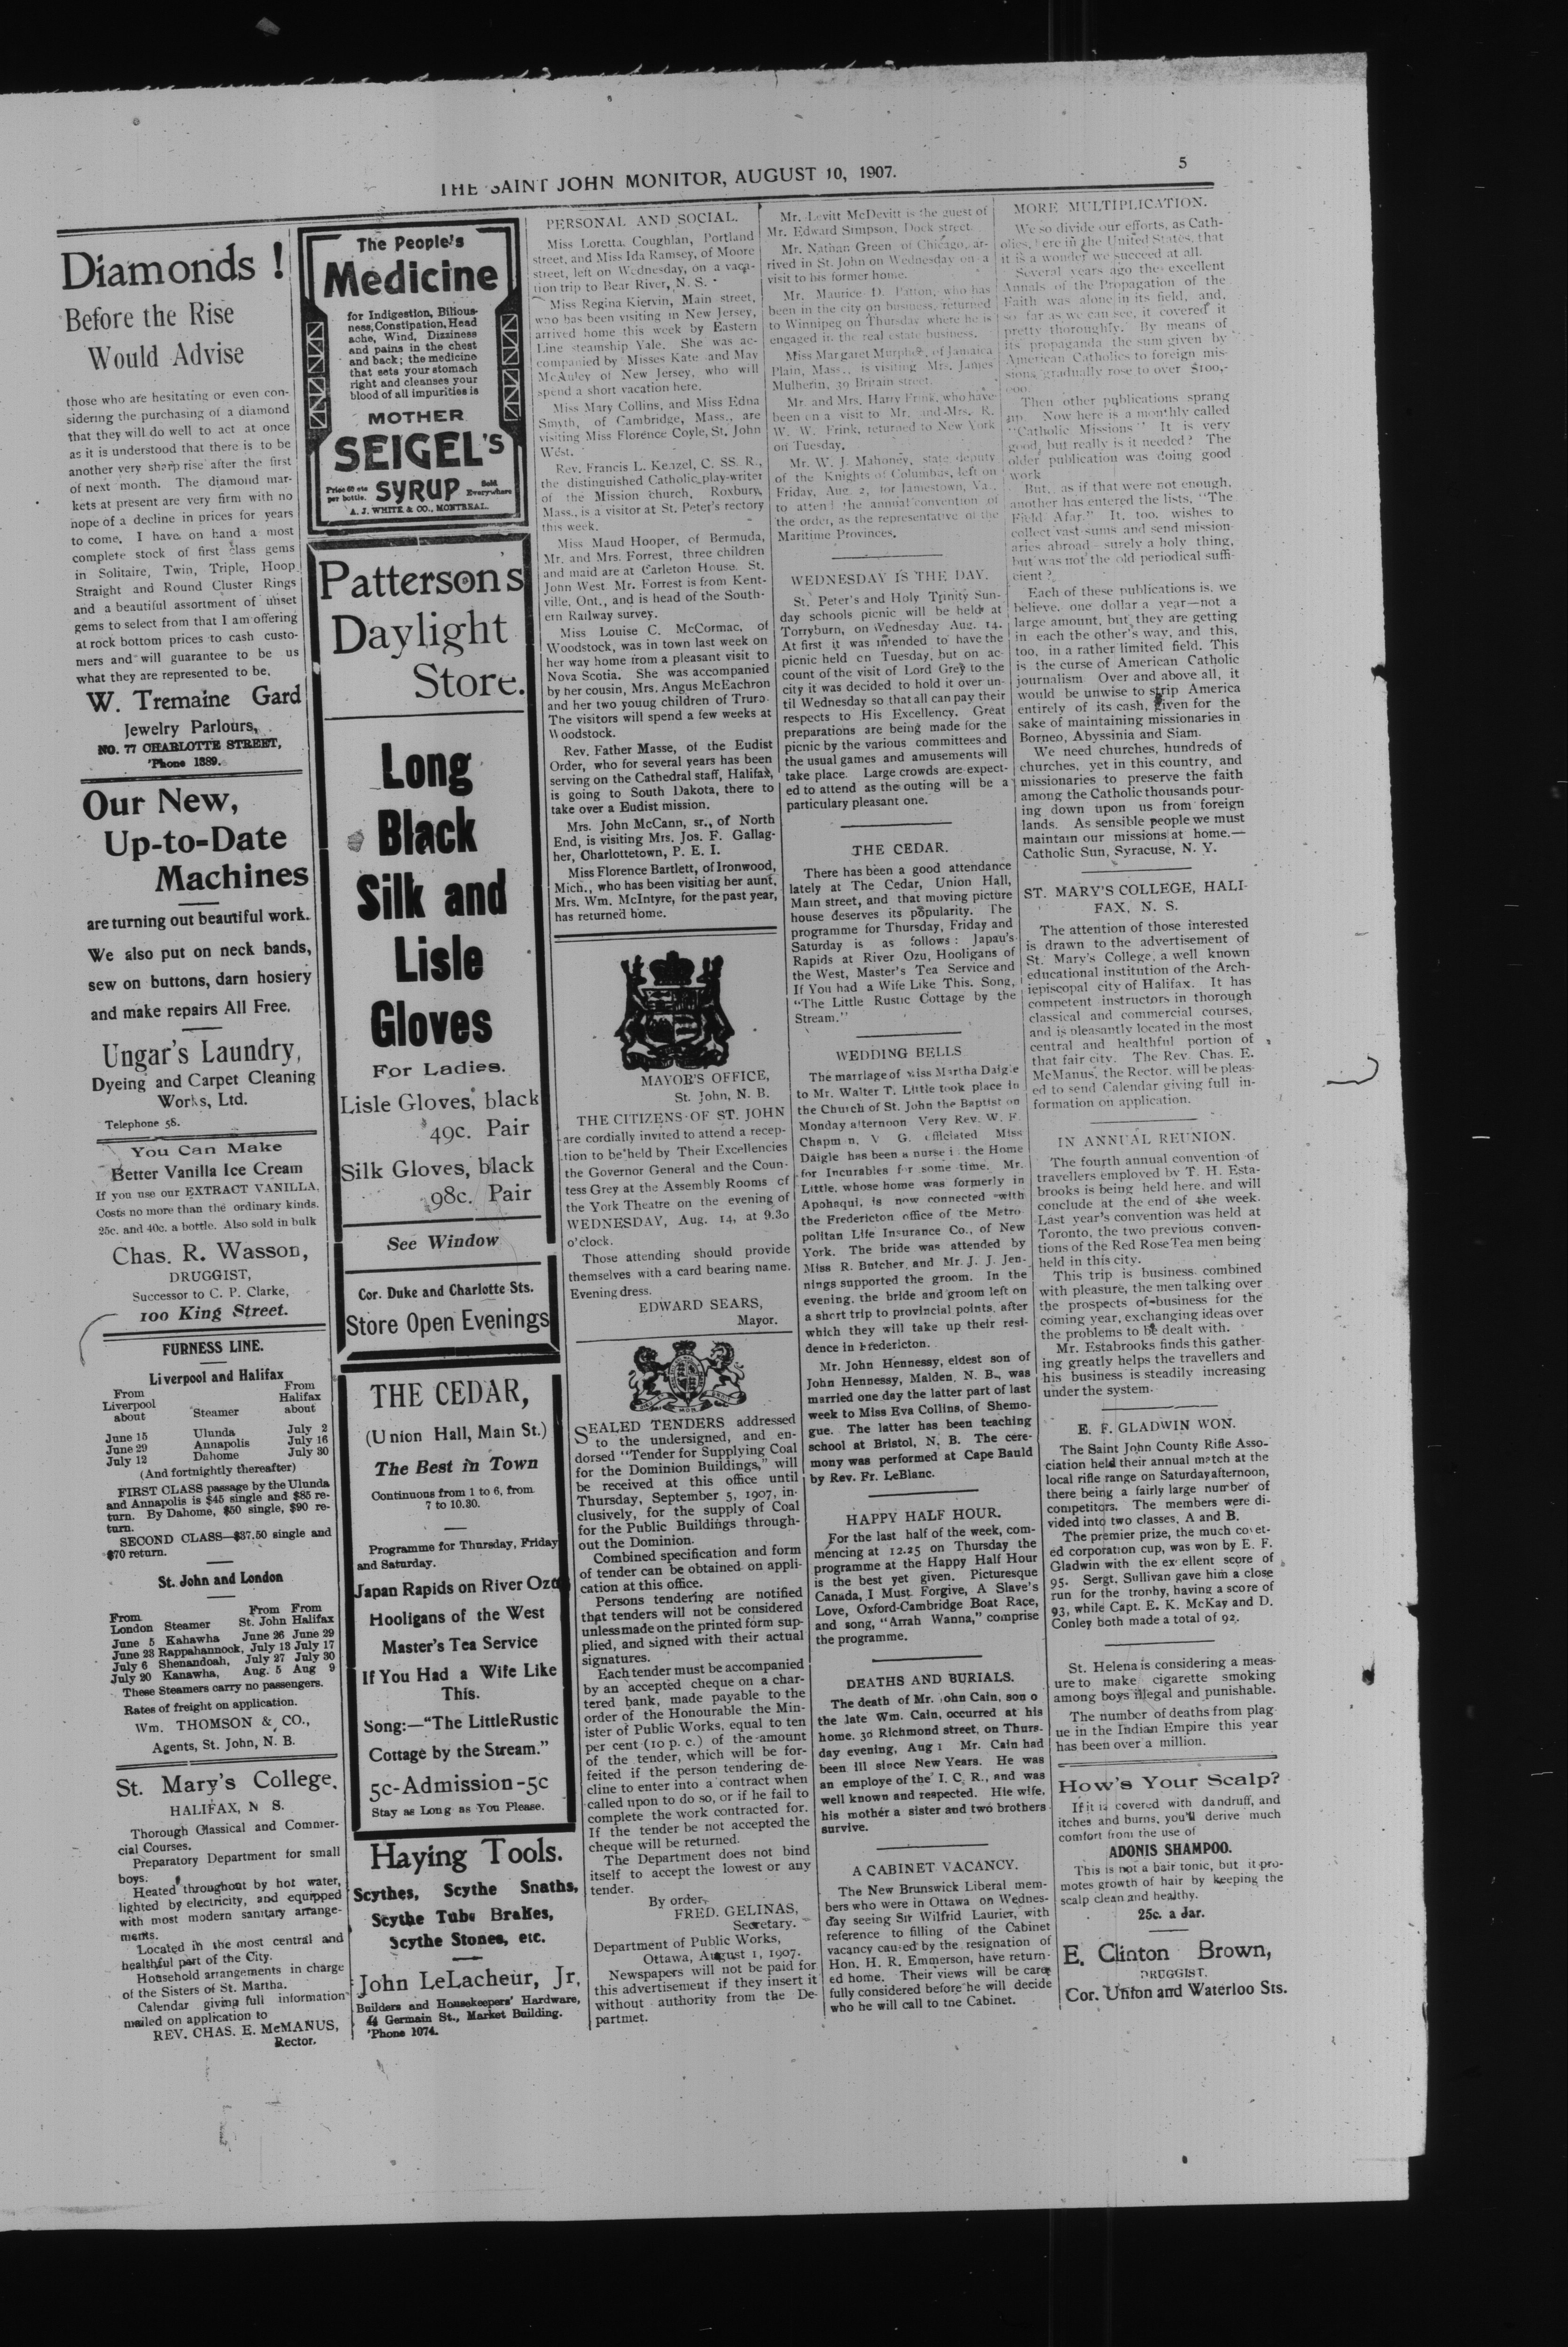 THE SAINT JOHN MONITOR, AUGUST 10, 1907.
5
Diamonds !
Before the Rise
Would Advise
those who are hesitating or even con-
sidering the purchasing of a diamond
that they will do well to act at once
as it is understood that there is to be
another very sharp rise after the first
of next month. The diamond mar-
kets at present are very firm with no
hope of a decline in prices for years
to come. I have on hand a most
complete stock of first class gems
in Solitaire, Twin, Triple, Hoop
Straight and Round Cluster Rings
and a beautiful assortment of unset
gems to select from that I am offering
at rock bottom prices to cash custo-
mers and will guarantee to be us
what they are represented to be.
W. Tremaine Gard
Jewelry Parlours,
NO. 77 CHARLOTTE STREET,
'Phone 1389.
Our New,
Up-to-Date
Machines
are turning out beautiful work.
We also put on neck bands,
sew on buttons, darn hosiery
and make repairs All Free.
Ungar's Laundry,
Dyeing and Carpet Cleaning
Works, Ltd.
Telephone 58.
You Can Make
Better Vanilla Ice Cream
If you use our EXTRACT VANILLA.
Costs no more than the ordinary kinds.
25c. and 40c. a bottle. Also sold in bulk
Chas. R. Wasson,
DRUGGIST,
Successor to C. P. Clarke,
100 King Street.
FURNESS LINE.
Liverpool and Halifax
From From
Liverpool Halifax
about Steamer about
June 15 Ulunda July 2
June 29 Annapolis July 16
July 12 Dahome July 30
(And fortnightly thereafter)
FIRST CLASS passage by the Ulunda
and Annapolis is $45 single and $85 re-
turn. By Dahome, $50 single, $90 re-
turn.
SECOND CLASS—$37.50 single and
$70 return.
St. John and London
From From From
London Steamer St. John Halifax
June 5 Kahawha June 26 June 29
June 23 Rappahannock, July 13 July 17
July 6 Shenandoah, July 27 July 30
July 20 Kanawha, Aug. 5 Aug 9
These Steamers carry no passengers.
Rates of freight on application.
Wm. THOMSON & CO.,
Agents, St. John, N. B.
St. Mary's College,
HALIFAX, N S.
Thorough Classical and Commer-
cial Courses.
Preparatory Department for small
boys.
Heated throughout by hot water,
lighted by electricity, and equipped
with most modern sanitary arrange-
ments.
Located in the most central and
healthful part of the City.
Household arrangements in charge
of the Sisters of St. Martha.
Calendar giving full information
mailed on application to
REV. CHAS. E. McMANUS,
Rector.
The People's
Medicine
for Indigestion, Bilious-
ness, Constipation, Head
ache, Wind, Dizziness
and pains in the chest
and back; the medicine
that sets your stomach
right and cleanses your
blood of all impurities is
MOTHER
SEIGEL'S
Price 60 cts
per bottle. SYRUP Sold
Everywhere
A. J. WHITE & CO., MONTREAL.
Patterson's
Daylight
Store.
Long
Black
Silk and
Lisle
Gloves
For Ladies.
Lisle Gloves, black
49c. Pair
Silk Gloves, black
98c. Pair
See Window
Cor. Duke and Charlotte Sts.
Store Open Evenings
THE CEDAR,
(Union Hall, Main St.)
The Best in Town
Continuous from 1 to 6, from
7 to 10.30.
Programme for Thursday, Friday
and Saturday.
Japan Rapids on River Ozu
Hooligans of the West
Master's Tea Service
If You Had a Wife Like
This.
Song:—"The Little Rustic
Cottage by the Stream."
5c-Admission-5c
Stay as Long as You Please.
Haying Tools.
Scythes, Scythe Snaths,
Scythe Tube Brakes,
Scythe Stones, etc.
John LeLacheur, Jr,
Builders and Housekeepers' Hardware,
44 Germain St., Market Building.
'Phone 1074.
PERSONAL AND SOCIAL.
Miss Loretta Coughlan, Portland
street, and Miss Ida Ramsey, of Moore
street, left on Wednesday, on a vaca-
tion trip to Bear River, N. S.
Miss Regina Kiervin, Main street,
who has been visiting in New Jersey,
arrived home this week by Eastern
Line steamship Yale. She was ac-
companied by Misses Kate and May
McAuley of New Jersey, who will
spend a short vacation here.
Miss Mary Collins, and Miss Edna
Smyth, of Cambridge, Mass., are
visiting Miss Florence Coyle, St. John
West.
Rev. Francis L. Keazel, C. SS. R.,
the distinguished Catholic play-writer
of the Mission church, Roxbury,
Mass., is a visitor at St. Peter's rectory
this week.
Miss Maud Hooper, of Bermuda,
Mr. and Mrs. Forrest, three children
and maid are at Carleton House. St.
John West Mr. Forrest is from Kent-
ville, Ont., and is head of the South-
ern Railway survey.
Miss Louise C. McCormac, of
Woodstock, was in town last week on
her way home from a pleasant visit to
Nova Scotia. She was accompanied
by her cousin, Mrs. Angus McEachron
and her two youug children of Truro.
The visitors will spend a few weeks at
Woodstock.
Rev. Father Masse, of the Eudist
Order, who for several years has been
serving on the Cathedral staff, Halifax,
is going to South Dakota, there to
take over a Eudist mission.
Mrs. John McCann, sr., of North
End, is visiting Mrs. Jos. F. Gallag-
her, Charlottetown, P. E. I.
Miss Florence Bartlett, of Ironwood,
Mich., who has been visiting her aunt,
Mrs. Wm. McIntyre, for the past year,
has returned home.
MAYOR'S OFFICE,
St. John, N. B.
THE CITIZENS OF ST. JOHN
are cordially invited to attend a recep-
tion to be held by Their Excellencies
the Governor General and the Coun-
tess Grey at the Assembly Rooms of
the York Theatre on the evening of
WEDNESDAY, Aug. 14, at 9.30
o'clock.
Those attending should provide
themselves with a card bearing name.
Evening dress.
EDWARD SEARS,
Mayor.
SEALED TENDERS addressed
to the undersigned, and en-
dorsed "Tender for Supplying Coal
for the Dominion Buildings," will
be received at this office until
Thursday, September 5, 1907, in-
clusively, for the supply of Coal
for the Public Buildings through-
out the Dominion.
Combined specification and form
of tender can be obtained on appli-
cation at this office.
Persons tendering are notified
that tenders will not be considered
unless made on the printed form sup-
plied, and signed with their actual
signatures.
Each tender must be accompanied
by an accepted cheque on a char-
tered bank, made payable to the
order of the Honourable the Min-
ister of Public Works, equal to ten
per cent (10 p. c.) of the amount
of the tender, which will be for-
feited if the person tendering de-
cline to enter into a contract when
called upon to do so, or if he fail to
complete the work contracted for.
If the tender be not accepted the
cheque will be returned.
The Department does not bind
itself to accept the lowest or any
tender.
By order,
FRED. GELINAS,
Secretary.
Department of Public Works,
Ottawa, August 1, 1907.
Newspapers will not be paid for
this advertisement if they insert it
without authority from the De-
partmet.
Mr. Levitt McDevitt is the guest of
Mr. Edward Simpson, Dock street.
Mr. Nathan Green of Chicago, ar-
rived in St. John on Wednesday on a
visit to his former home.
Mr. Maurice D. Patton, who has
been in the city on business, returned
to Winnipeg on Thursday where he is
engaged in the real estate business.
Miss Margaret Murphy, of Jamaica
Plain, Mass., is visiting Mrs. James
Mulherin, 39 Britain street.
Mr. and Mrs. Harry Frink, who have
been on a visit to Mr. and Mrs. R.
W. W. Frink, returned to New York
on Tuesday.
Mr. W. J. Mahoney, state deputy
of the Knights of Columbus, left on
Friday, Aug. 2, for Jamestown, Va.,
to attend the annual convention of
the order, as the representative of the
Maritime Provinces.
WEDNESDAY IS THE DAY.
St. Peter's and Holy Trinity Sun-
day schools picnic will be held at
Torryburn, on Wednesday Aug. 14.
At first it was intended to have the
picnic held on Tuesday, but on ac-
count of the visit of Lord Grey to the
city it was decided to hold it over un-
til Wednesday so that all can pay their
respects to His Excellency. Great
preparations are being made for the
picnic by the various committees and
the usual games and amusements will
take place. Large crowds are expect-
ed to attend as the outing will be a
particulary pleasant one.
THE CEDAR.
There has been a good attendance
lately at The Cedar, Union Hall,
Main street, and that moving picture
house deserves its popularity. The
programme for Thursday, Friday and
Saturday is as follows: Japau's
Rapids at River Ozu, Hooligans of
the West, Master's Tea Service and
If You had a Wife Like This. Song,
"The Little Rustic Cottage by the
Stream."
WEDDING BELLS
The marriage of Miss Martha Daigle
to Mr. Walter T. Little took place in
the Church of St. John the Baptist on
Monday afternoon Very Rev. W. F.
Chapm n, V G. officiated Miss
Daigle has been a nurse i the Home
for Incurables for some time. Mr.
Little, whose home was formerly in
Apohaqui, is now connected with
the Fredericton office of the Metro
politan Life Insurance Co., of New
York. The bride was attended by
Miss R. Butcher, and Mr. J. J. Jen-
nings supported the groom. In the
evening, the bride and groom left on
a short trip to provincial points, after
which they will take up their resi-
dence in Fredericton.
Mr. John Hennessy, eldest son of
John Hennessy, Malden, N. B., was
married one day the latter part of last
week to Miss Eva Collins, of Shemo-
gue. The latter has been teaching
school at Bristol, N. B. The cere-
mony was performed at Cape Bauld
by Rev. Fr. LeBlanc.
HAPPY HALF HOUR.
For the last half of the week, com-
mencing at 12.25 on Thursday the
programme at the Happy Half Hour
is the best yet given. Picturesque
Canada, I Must Forgive, A Slave's
Love, Oxford-Cambridge Boat Race,
and song, "Arrah Wanna," comprise
the programme.
DEATHS AND BURIALS.
The death of Mr. ohn Cain, son o
the late Wm. Cain, occurred at his
home, 30 Richmond street, on Thurs-
day evening, Aug 1 Mr. Cain had
been ill since New Years. He was
an employe of the I. C. R., and was
well known and respected. Hie wife,
his mother a sister and two brothers
survive.
A CABINET VACANCY.
The New Brunswick Liberal mem-
bers who were in Ottawa on Wednes-
day seeing Sir Wilfrid Laurier, with
reference to filling of the Cabinet
vacancy caused by the resignation of
Hon. H. R. Emmerson, have return-
ed home. Their views will be care
fully considered before he will decide
who he will call to tne Cabinet.
MORE MULTIPLICATION.
We so divide our efforts, as Cath-
olics, here in the United States, that
it is a wonder we succeed at all.
Several years ago the excellent
Annals of the Propagation of the
Faith was alone in its field, and,
so far as we can see, it covered it
pretty thoroughly. By means of
its propaganda the sum given by
American Catholics to foreign mis-
sions gradually rose to over $100,-
000.
Then other publications sprang
up. Now here is a monthly called
"Catholic Missions" It is very
good, but really is it needed? The
older publication was doing good
work
But, as if that were not enough,
another has entered the lists, "The
Field Afar." It, too, wishes to
collect vast sums and send mission-
aries abroad—surely a holy thing,
but was not the old periodical suffi-
cient?
Each of these publications is, we
believe, one dollar a year—not a
large amount, but they are getting
in each the other's way, and this,
too, in a rather limited field. This
is the curse of American Catholic
journalism Over and above all, it
would be unwise to strip America
entirely of its cash, given for the
sake of maintaining missionaries in
Borneo, Abyssinia and Siam.
We need churches, hundreds of
churches, yet in this country, and
missionaries to preserve the faith
among the Catholic thousands pour-
ing down upon us from foreign
lands. As sensible people we must
maintain our missions at home.—
Catholic Sun, Syracuse, N. Y.
ST. MARY'S COLLEGE, HALI-
FAX, N. S.
The attention of those interested
is drawn to the advertisement of
St. Mary's College, a well known
educational institution of the Arch-
iepiscopal city of Halifax. It has
competent instructors in thorough
classical and commercial courses,
and is pleasantly located in the most
central and healthful portion of
that fair city. The Rev. Chas. E.
McManus, the Rector, will be pleas-
ed to send Calendar giving full in-
formation on application.
IN ANNUAL REUNION.
The fourth annual convention of
travellers employed by T. H. Esta-
brooks is being held here, and will
conclude at the end of the week.
Last year's convention was held at
Toronto, the two previous conven-
tions of the Red Rose Tea men being
held in this city.
This trip is business combined
with pleasure, the men talking over
the prospects of business for the
coming year, exchanging ideas over
the problems to be dealt with.
Mr. Estabrooks finds this gather-
ing greatly helps the travellers and
his business is steadily increasing
under the system.
E. F. GLADWIN WON.
The Saint John County Rifle Asso-
ciation held their annual match at the
local rifle range on Saturday afternoon,
there being a fairly large number of
competitors. The members were di-
vided into two classes, A and B.
The premier prize, the much covet-
ed corporation cup, was won by E. F.
Gladwin with the ex ellent score of
95. Sergt. Sullivan gave him a close
run for the trophy, having a score of
93, while Capt. E. K. McKay and D.
Conley both made a total of 92.
St. Helena is considering a meas-
ure to make cigarette smoking
among boys illegal and punishable.
The number of deaths from plag
ue in the Indian Empire this year
has been over a million.
How's Your Scalp?
If it is covered with dandruff, and
itches and burns, you'll derive much
comfort from the use of
ADONIS SHAMPOO.
This is not a hair tonic, but it pro-
motes growth of hair by keeping the
scalp clean and healthy.
25c. a Jar.
E. Clinton Brown,
DRUGGIST.
Cor. Union and Waterloo Sts.